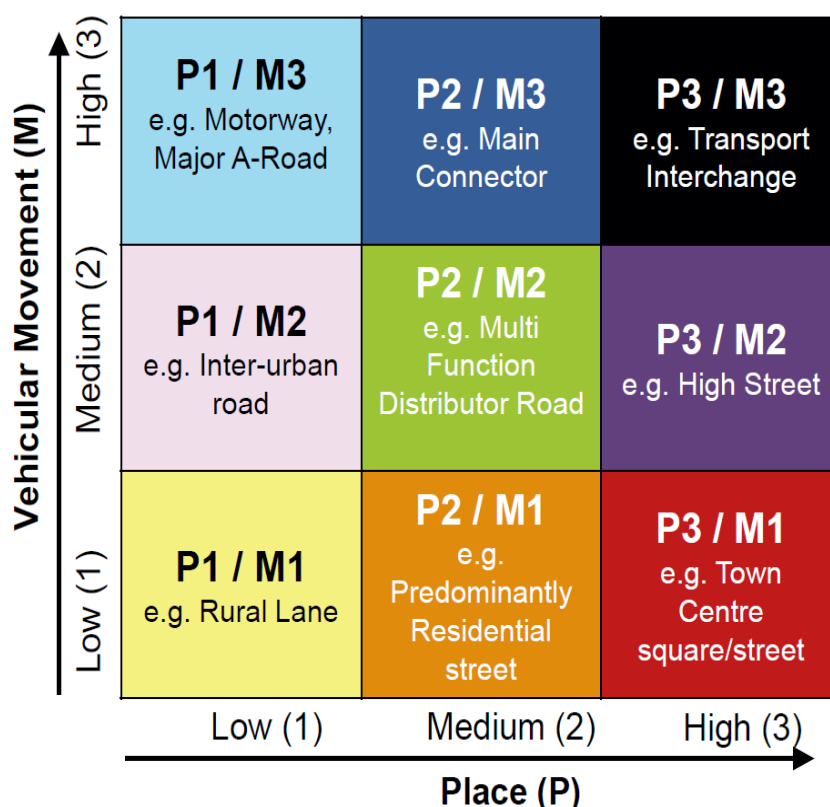 Vehicular Movement (M)
High (3)
Medium (2)
Low (1)
P1 / M3
e.g. Motorway,
Major A-Road
P2 / M3
e.g. Main
Connector
P3 / M3
e.g. Transport
Interchange
P1 / M2
e.g. Inter-urban
road
P2 / M2
e.g. Multi
Function
Distributor Road
P3 / M2
e.g. High Street
P1 / M1
e.g. Rural Lane
P2 / M1
e.g.
Predominantly
Residential
street
P3 / M1
e.g. Town
Centre
square/street
Low (1)
Medium (2)
High (3)
Place (P)